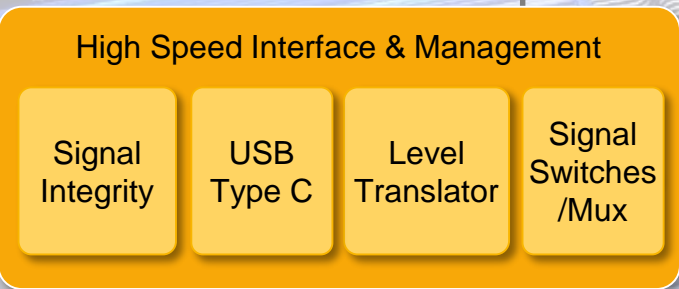 High Speed Interface & Management
Signal
Integrity
USB
Type C
Level
Translator
Signal
Switches
/Mux